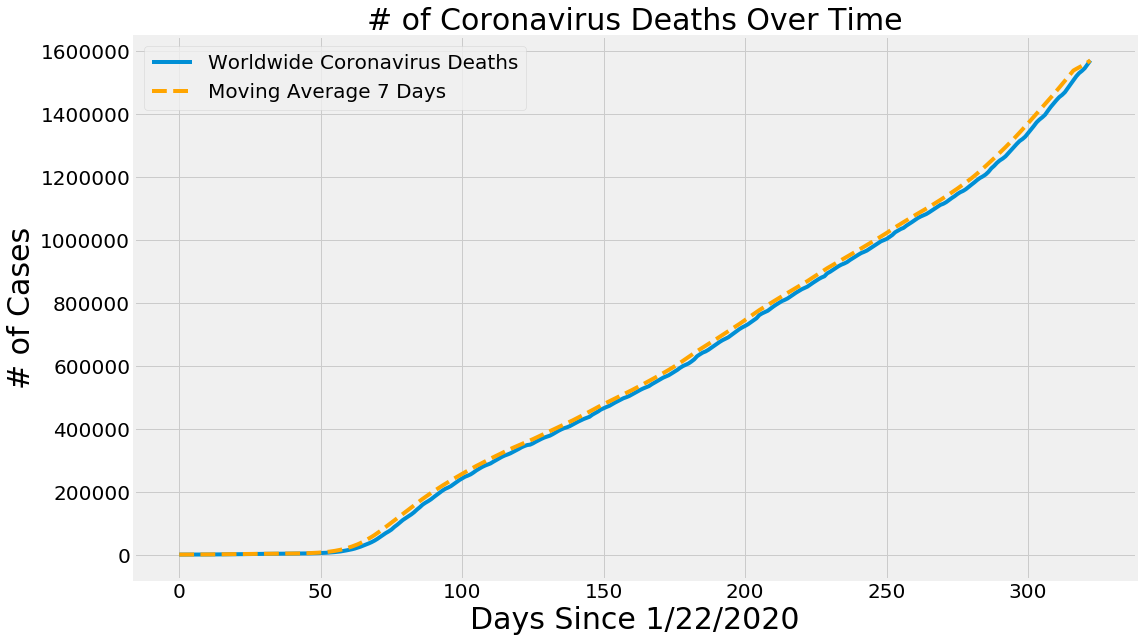 # of Coronavirus Deaths Over Time
Worldwide Coronavirus Deaths
Moving Average 7 Days
# of Cases
1600000
1400000
1200000
1000000
800000
600000
400000
200000
0
0 50 100 150 200 250 300
Days Since 1/22/2020